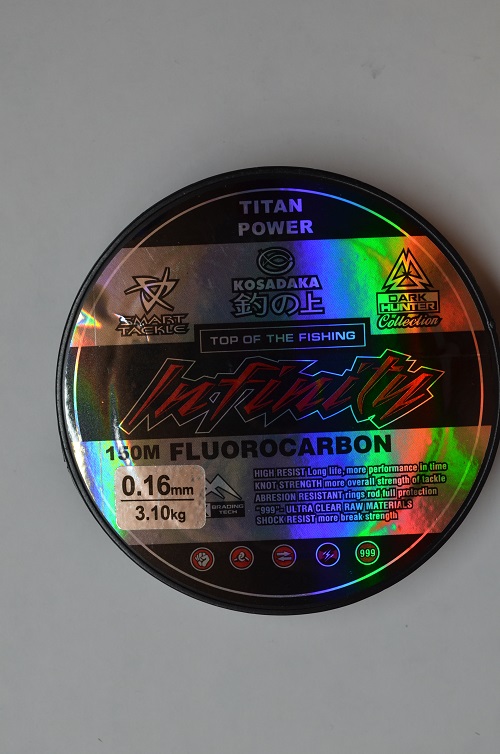 TITAN
POWER
SMART
TACKLE
KOSADAKA
釣の上
DARK
HUNTER
Collection
TOP OF THE FISHING
Infinity
150M FLUOROCARBON
0.16mm
3.10kg
BRADING
TECH
HIGH RESIST Long life, more performance in time
KNOT STRENGTH more overall strength of tackle
ABRESION RESISTANT rings rod full protection
"999" ULTRA CLEAR RAW MATERIALS
SHOCK RESIST more break strength
999